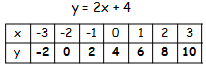 y = 2x + 4
x -3 -2 -1 0 1 2 3
y -2 0 2 4 6 8 10